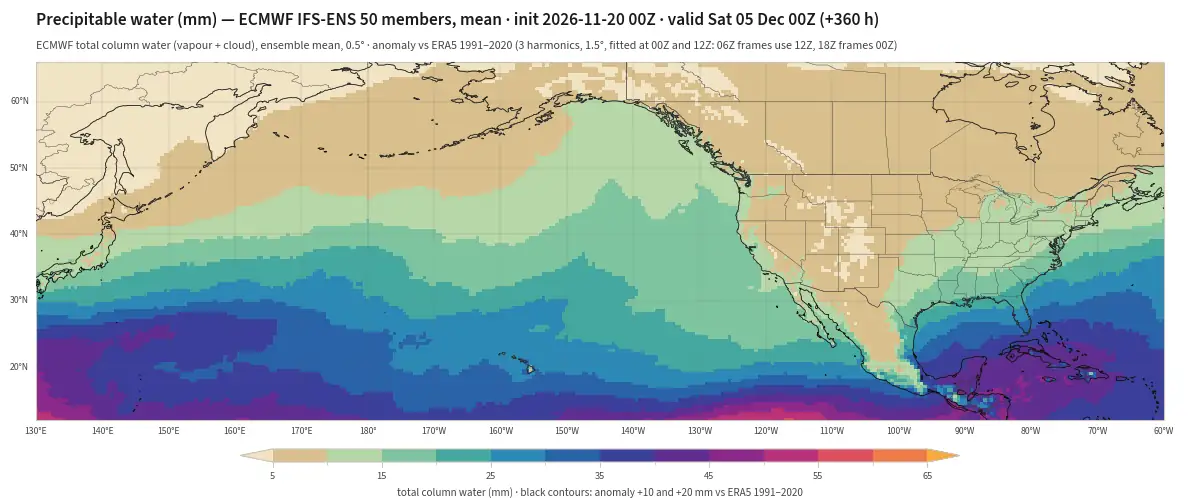 Precipitable water (mm) — ECMWF IFS-ENS 50 members, mean · init 2026-11-20 00Z · valid Sat 05 Dec 00Z (+360 h)
ECMWF total column water (vapour + cloud), ensemble mean, 0.5° · anomaly vs ERA5 1991–2020 (3 harmonics, 1.5°, fitted at 00Z and 12Z: 06Z frames use 12Z, 18Z frames 00Z)
60°N
50°N
40°N
30°N
20°N
130°E 140°E 150°E 160°E 170°E 180° 170°W 160°W 150°W 140°W 130°W 120°W 110°W 100°W 90°W 80°W 70°W 60°W
5 15 25 35 45 55 65
total column water (mm) · black contours: anomaly +10 and +20 mm vs ERA5 1991–2020